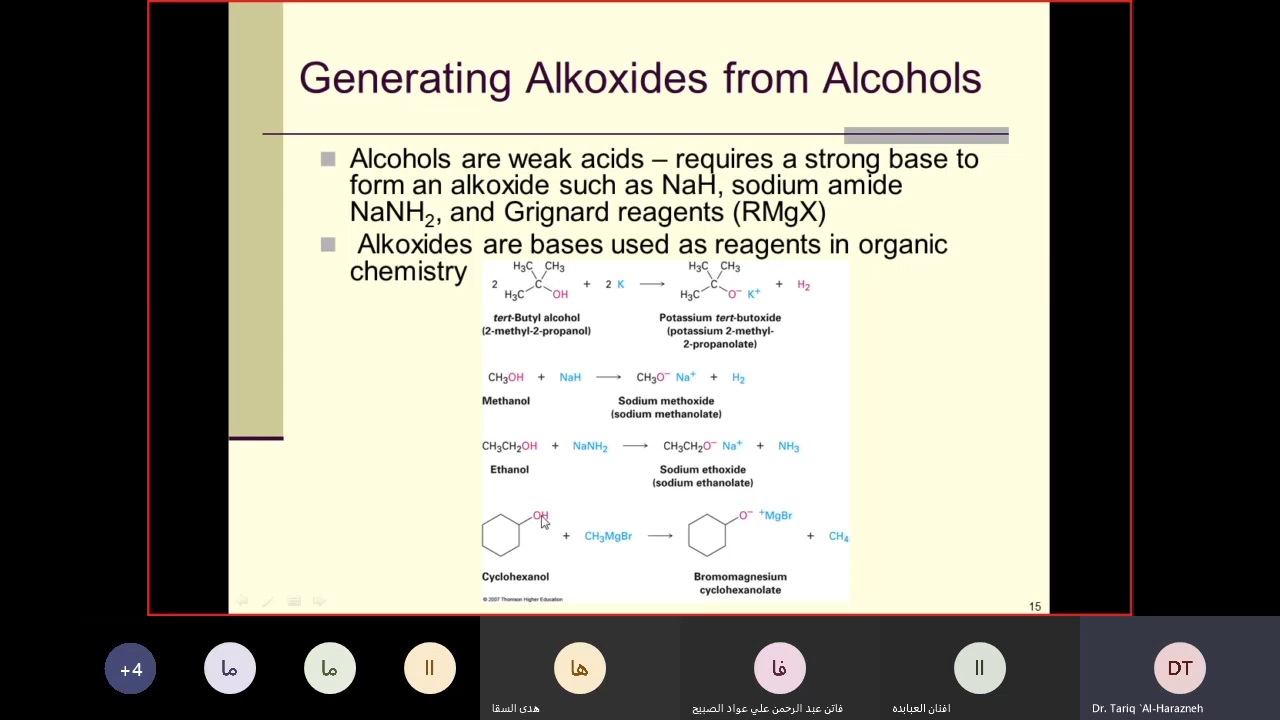 Generating Alkoxides from Alcohols
Alcohols are weak acids – requires a strong base to
form an alkoxide such as NaH, sodium amide
NaNH2, and Grignard reagents (RMgX)
Alkoxides are bases used as reagents in organic
chemistry
H3C CH3
2 C + 2 K ⟶ C + H2
H3C OH
H3C CH3
H3C O− K+
tert-Butyl alcohol
(2-methyl-2-propanol)
Potassium tert-butoxide
(potassium 2-methyl-
2-propanolate)
CH3OH + NaH ⟶ CH3O− Na+ + H2
Methanol
Sodium methoxide
(sodium methanolate)
CH3CH2OH + NaNH2 ⟶ CH3CH2O− Na+ + NH3
Ethanol
Sodium ethoxide
(sodium ethanolate)
OH O− +MgBr
+ CH3MgBr ⟶ + CH4
Cyclohexanol
Bromomagnesium
cyclohexanolate
© 2007 Thomson Higher Education
15
+4
ما
ما
اا
ها
هدى السقا
فا
فاتن عبد الرحمن علي عواد الصبيح
اا
افنان العبابده
DT
Dr. Tariq `Al-Harazneh